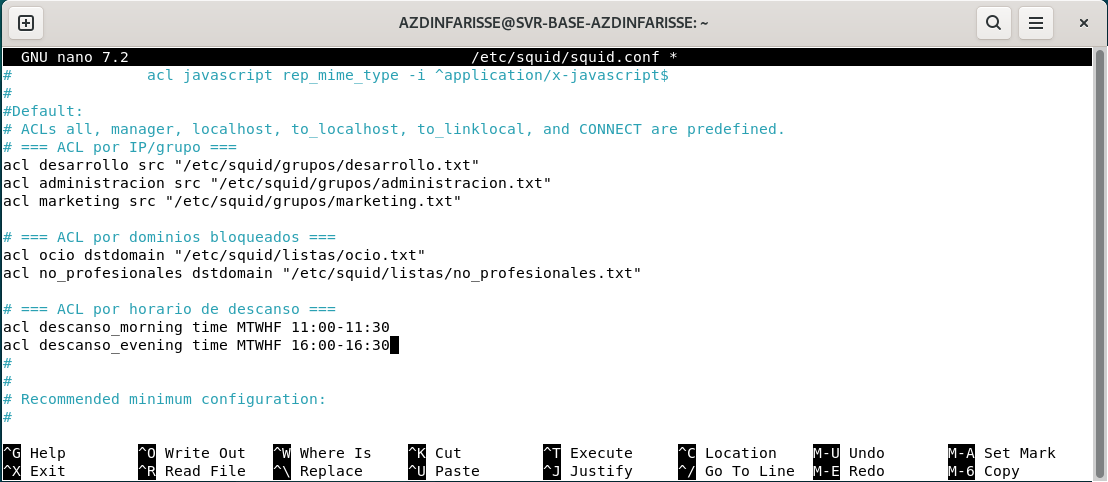 AZDINFARISSE@SVR-BASE-AZDINFARISSE: ~
GNU nano 7.2 /etc/squid/squid.conf *
# acl javascript rep_mime_type -i ^application/x-javascript$
#
#Default:
# ACLs all, manager, localhost, to_localhost, to_linklocal, and CONNECT are predefined.
# === ACL por IP/grupo ===
acl desarrollo src "/etc/squid/grupos/desarrollo.txt"
acl administracion src "/etc/squid/grupos/administracion.txt"
acl marketing src "/etc/squid/grupos/marketing.txt"
# === ACL por dominios bloqueados ===
acl ocio dstdomain "/etc/squid/listas/ocio.txt"
acl no_profesionales dstdomain "/etc/squid/listas/no_profesionales.txt"
# === ACL por horario de descanso ===
acl descanso_morning time MTWHF 11:00-11:30
acl descanso_evening time MTWHF 16:00-16:30
#
#
# Recommended minimum configuration:
#
^G Help ^O Write Out ^W Where Is ^K Cut ^T Execute ^C Location M-U Undo M-A Set Mark
^X Exit ^R Read File ^\ Replace ^U Paste ^J Justify ^/ Go To Line M-E Redo M-6 Copy